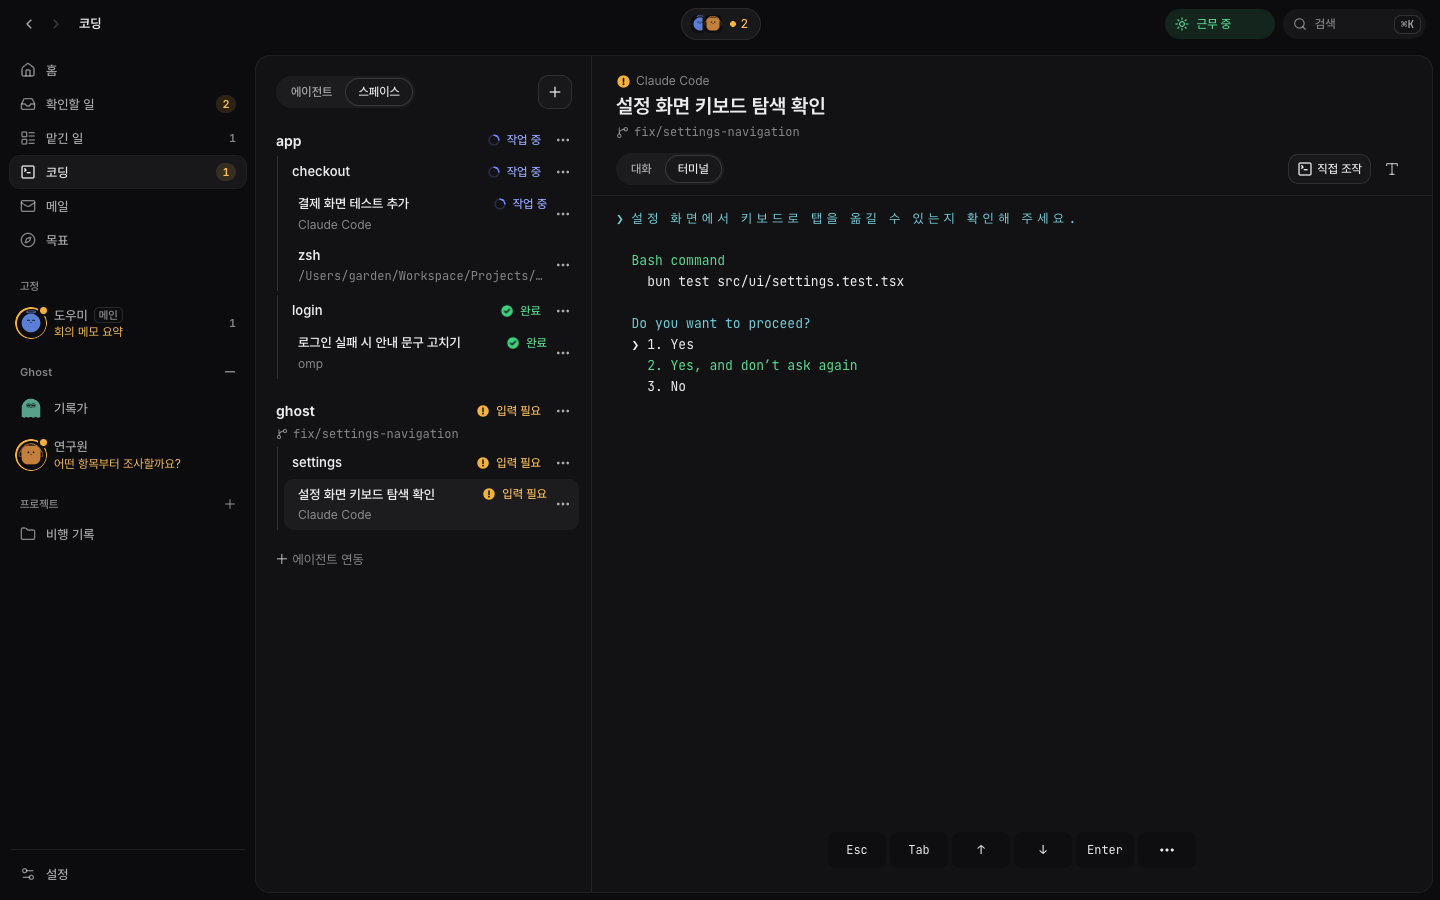 코딩
2
근무 중
검색
⌘K
홈
확인할 일
2
맡긴 일
1
코딩
1
메일
목표
고정
도우미
메인
회의 메모 요약
1
Ghost
기록가
연구원
어떤 항목부터 조사할까요?
프로젝트
비행 기록
설정
에이전트
스페이스
app
작업 중
checkout
작업 중
결제 화면 테스트 추가
작업 중
Claude Code
zsh
/Users/garden/Workspace/Projects/…
login
완료
로그인 실패 시 안내 문구 고치기
완료
omp
ghost
입력 필요
fix/settings-navigation
settings
입력 필요
설정 화면 키보드 탐색 확인
입력 필요
Claude Code
에이전트 연동
Claude Code
설정 화면 키보드 탐색 확인
fix/settings-navigation
대화
터미널
직접 조작
❯ 설정 화면에서 키보드로 탭을 옮길 수 있는지 확인해 주세요.
Bash command
bun test src/ui/settings.test.tsx
Do you want to proceed?
❯ 1. Yes
2. Yes, and don’t ask again
3. No
Esc
Tab
↑
↓
Enter
•••